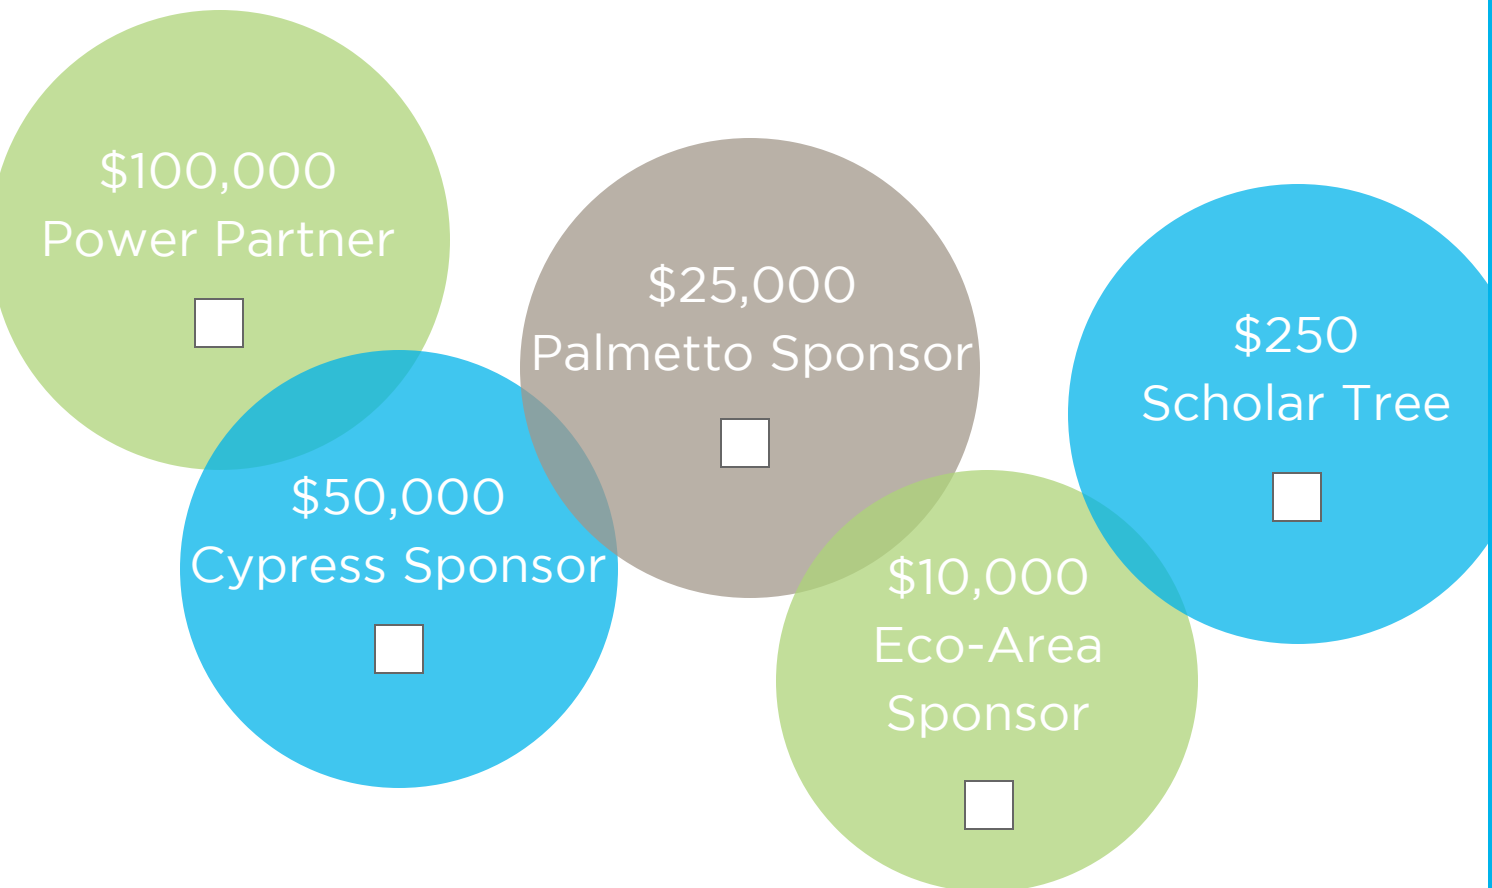 $100,000
Power Partner
$50,000
Cypress Sponsor
$25,000
Palmetto Sponsor
$10,000
Eco-Area
Sponsor
$250
Scholar Tree